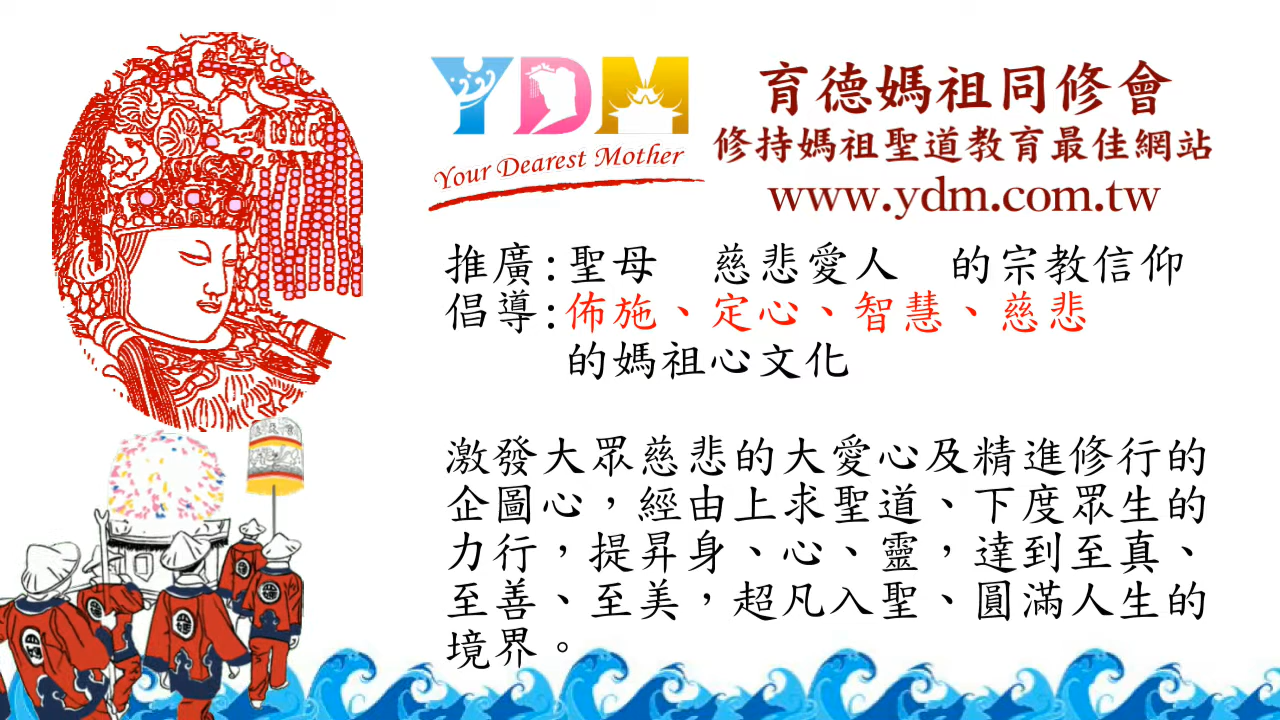 YDM
Your Dearest Mother
育德媽祖同修會
修持媽祖聖道教育最佳網站
www.ydm.com.tw
推廣:聖母 慈悲愛人 的宗教信仰
倡導:佈施、定心、智慧、慈悲
的媽祖心文化
激發大眾慈悲的大愛心及精進修行的
企圖心，經由上求聖道、下度眾生的
力行，提昇身、心、靈，達到至真、
至善、至美，超凡入聖、圓滿人生的
境界。